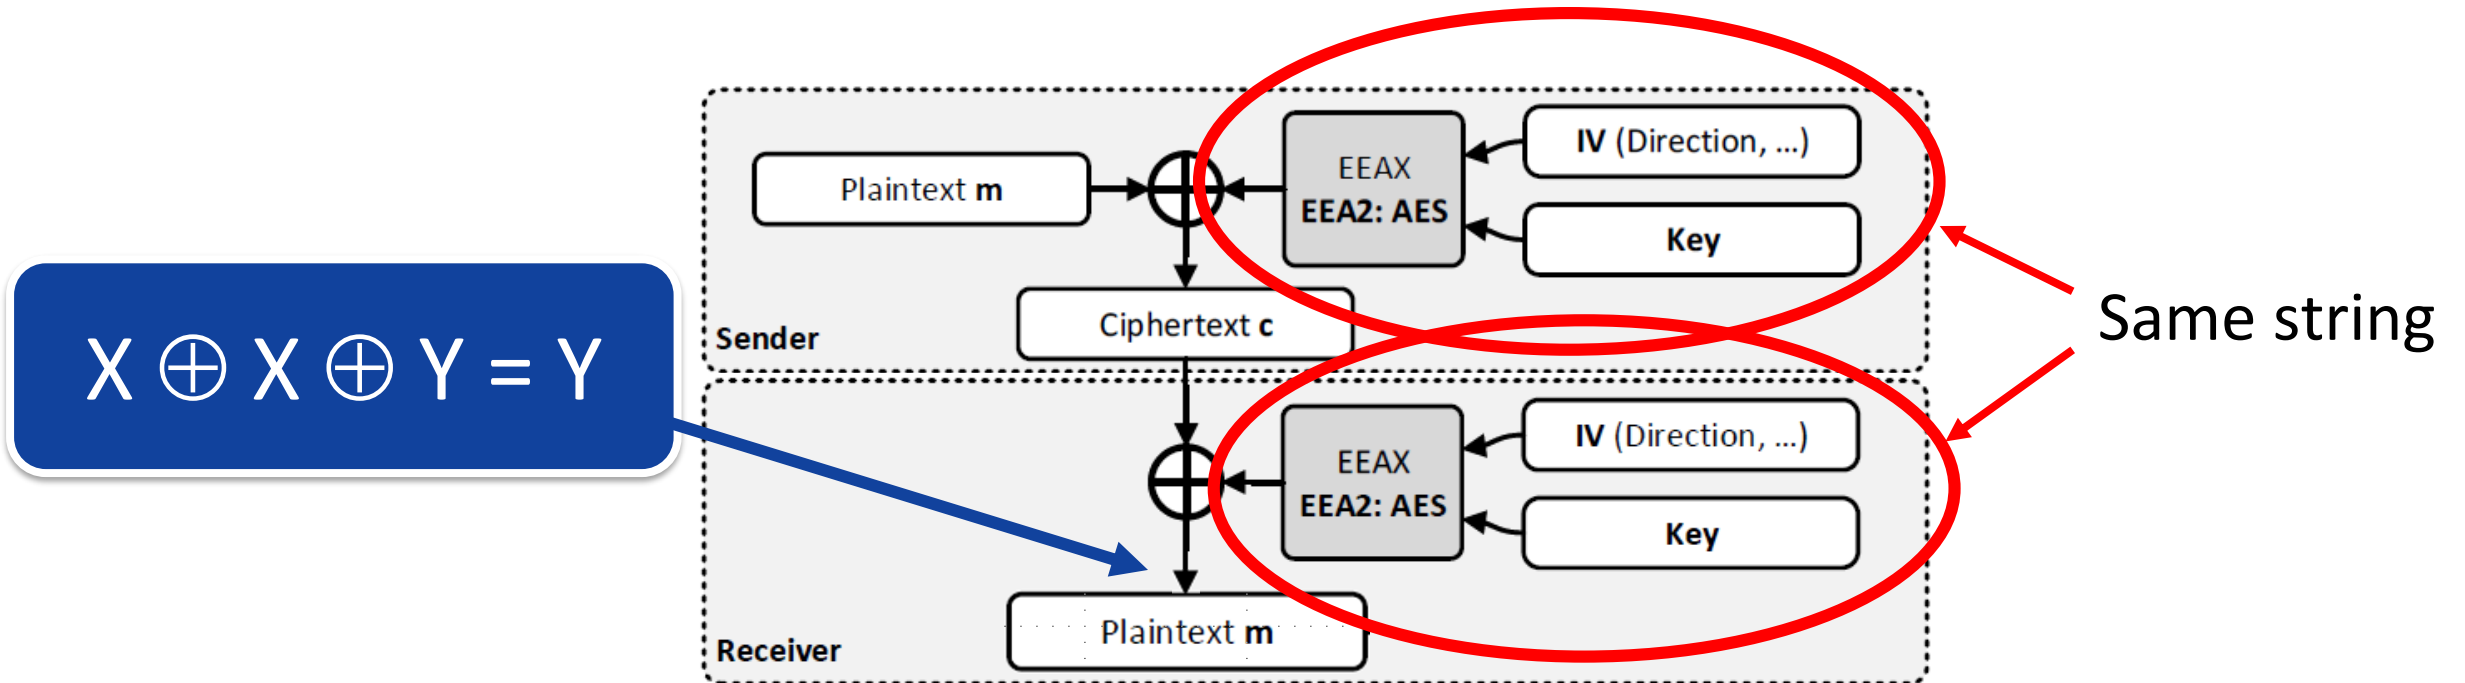 IV (Direction, ...)
EEAX
Plaintext m
EEA2: AES
Key
Same string
Ciphertext c
Sender
X ⊕ X ⊕ Y = Y
IV (Direction, ...)
EEAX
EEA2: AES
Key
Plaintext m
Receiver